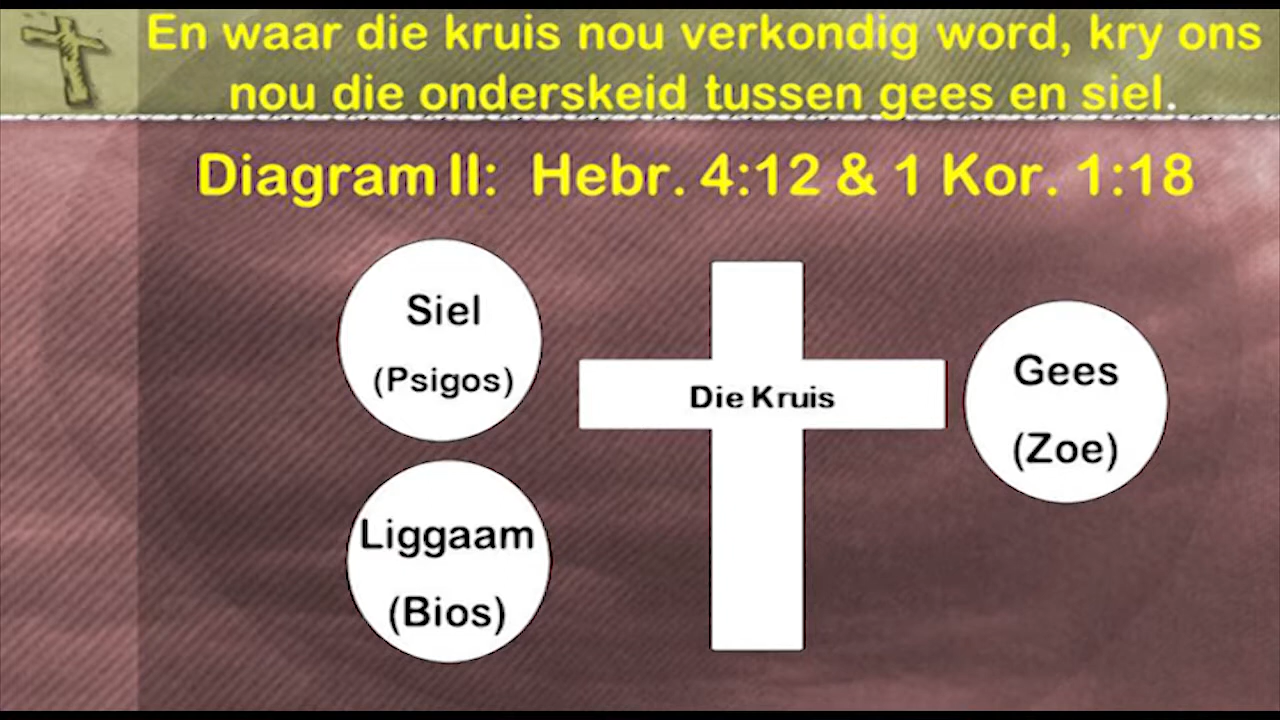 En waar die kruis nou verkondig word, kry ons
nou die onderskeid tussen gees en siel.
Diagram II: Hebr. 4:12 & 1 Kor. 1:18
Siel
(Psigos)
Die Kruis
Gees
(Zoe)
Liggaam
(Bios)